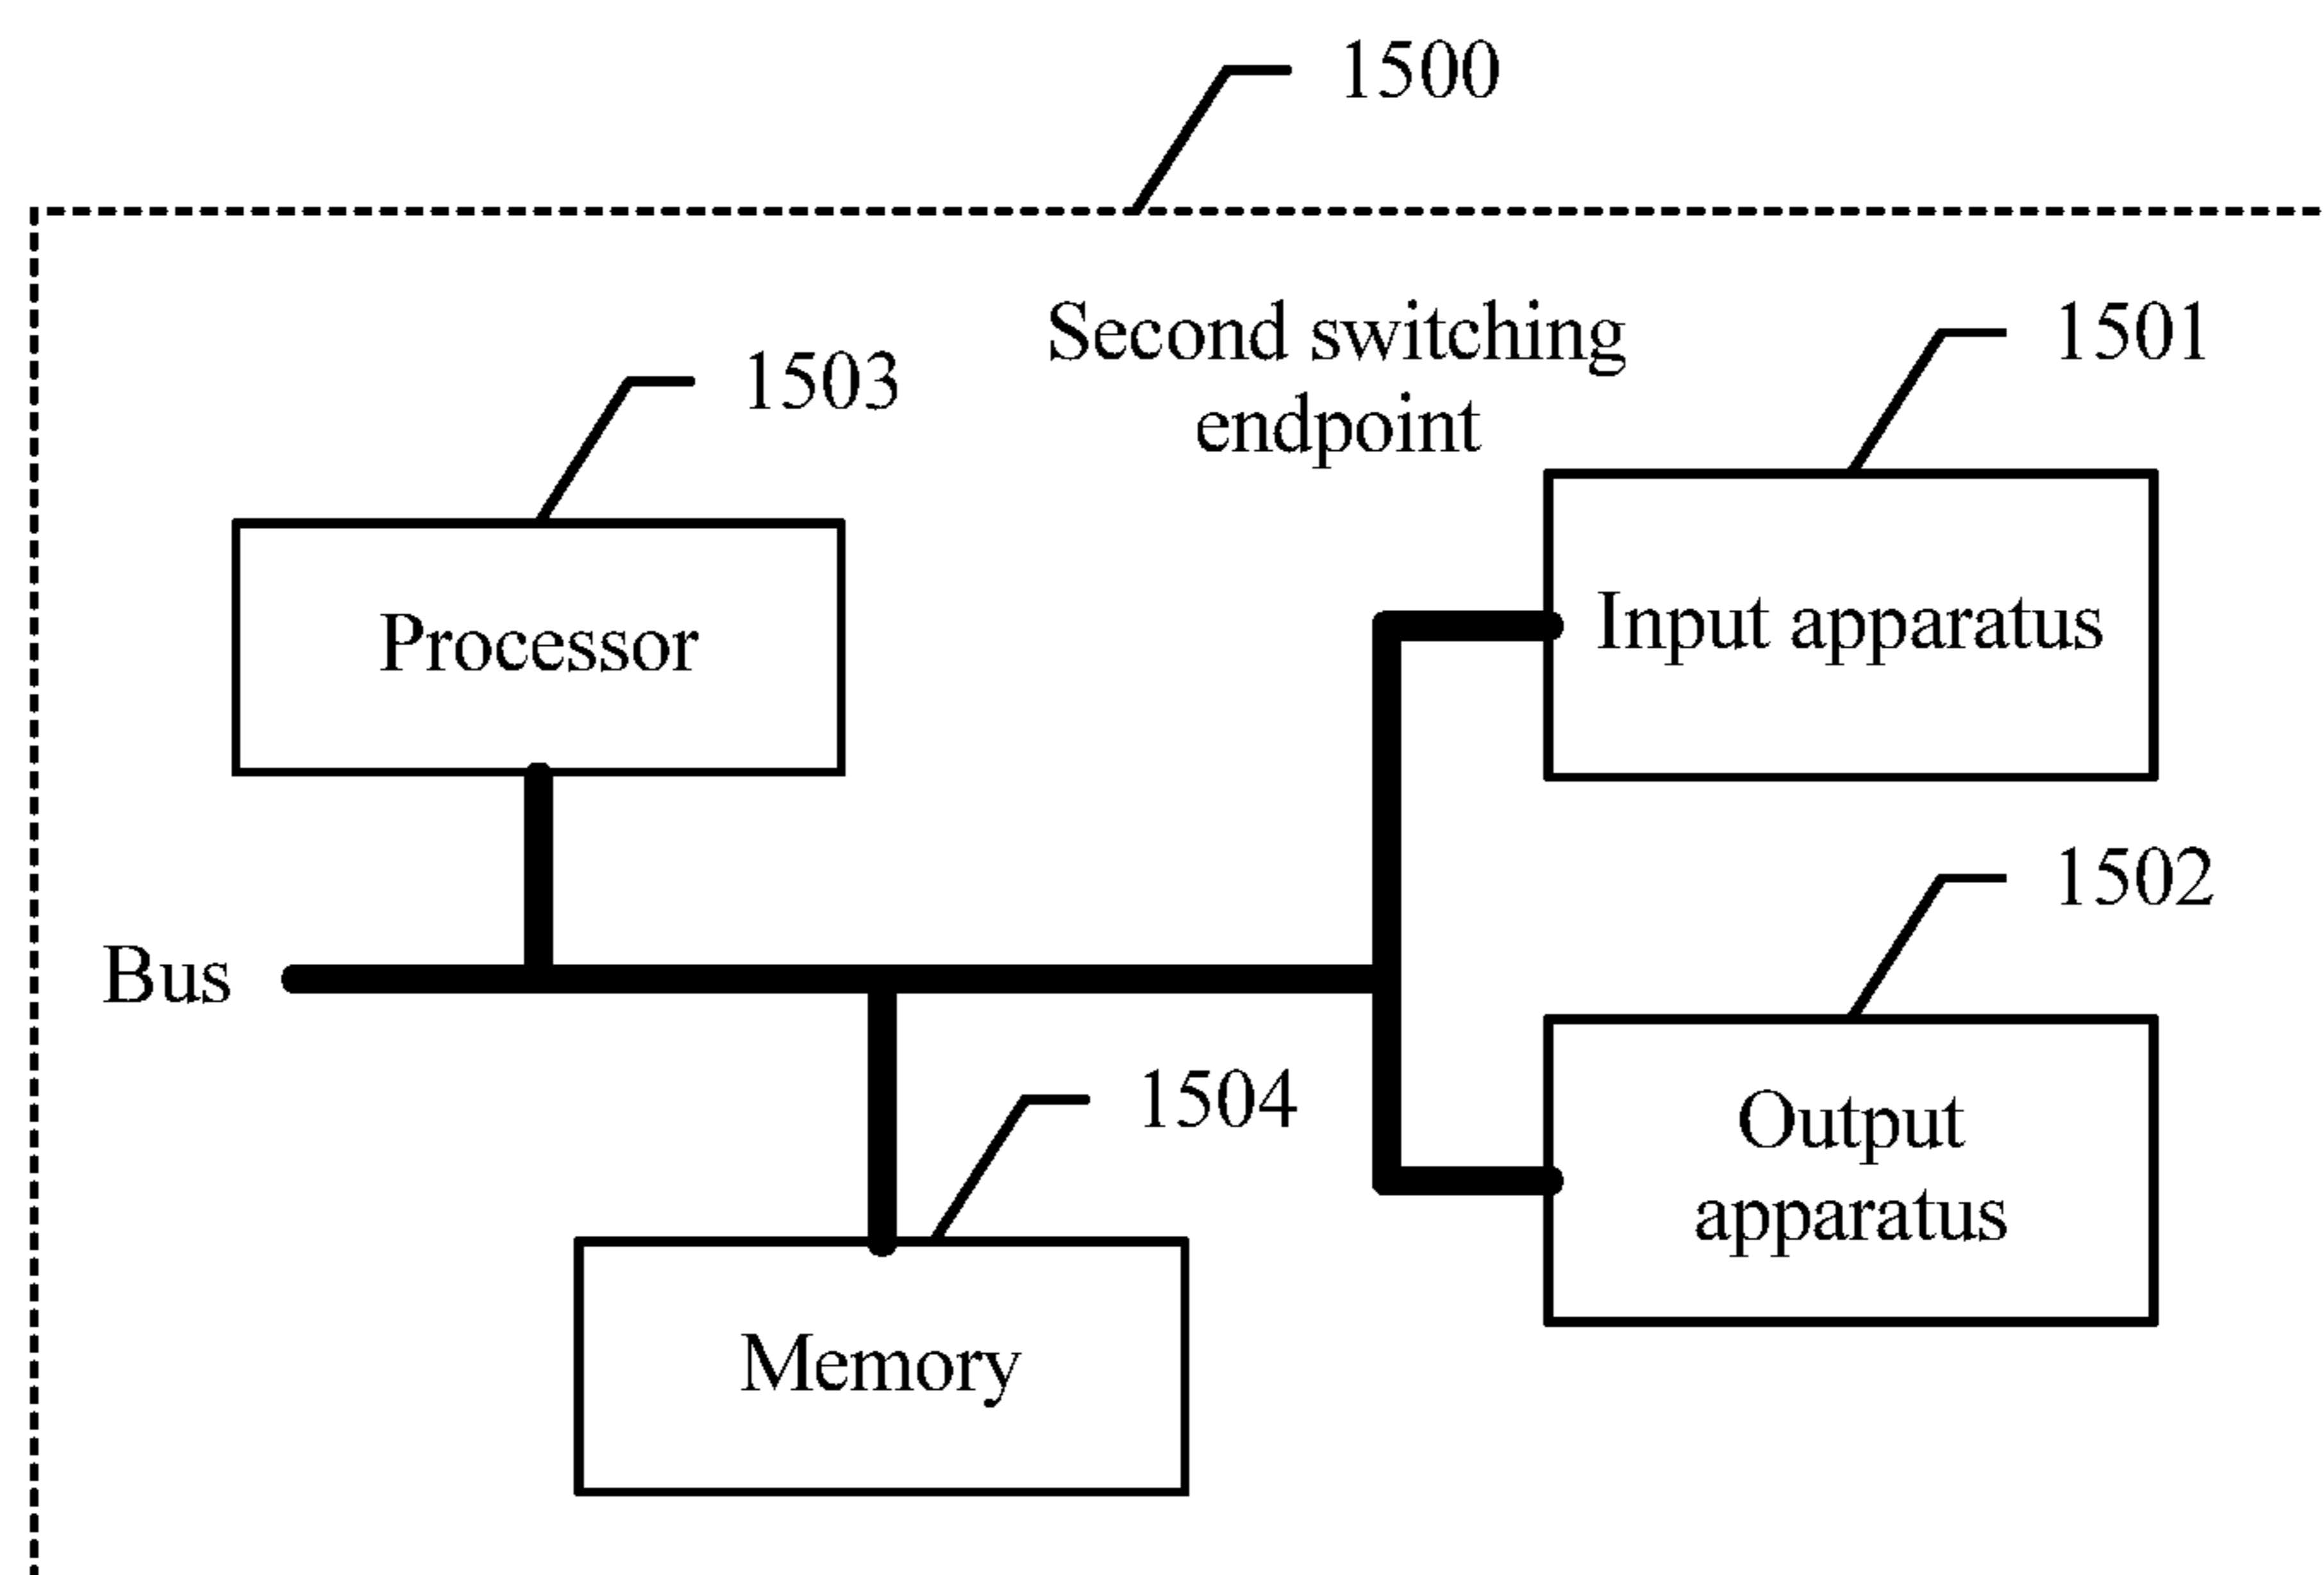 1500
Second switching
endpoint
1501
1503
Processor
Input apparatus
1502
Bus
1504
Output
apparatus
Memory